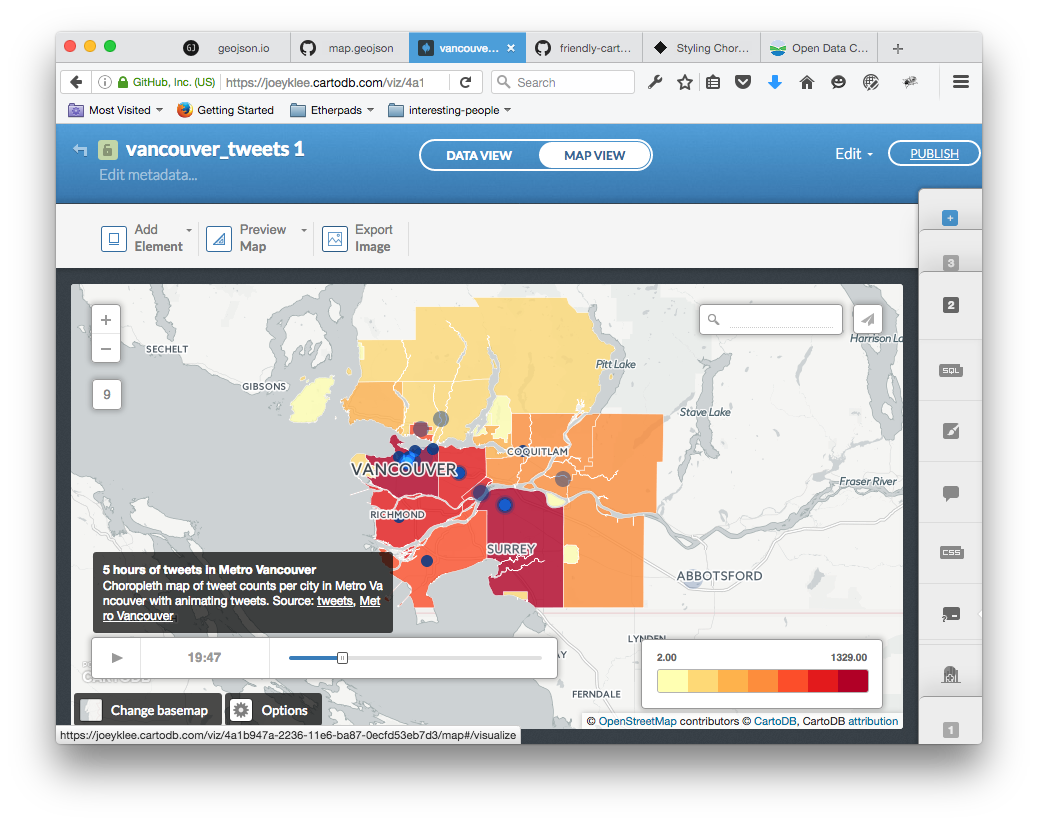 geojson.io
map.geojson
vancouve...
friendly-cart...
Styling Chor...
Open Data C...
GitHub, Inc. (US)
https://joeyklee.cartodb.com/viz/4a1
Search
Most Visited
Getting Started
Etherpads
interesting-people
vancouver_tweets 1
Edit metadata...
DATA VIEW
MAP VIEW
Edit
PUBLISH
Add
Element
Preview
Map
Export
Image
+
3
2
SQL
CSS
1
+
−
9
SECHELT
GIBSONS
Pitt Lake
Harrison La
Stave Lake
COQUITLAM
VANCOUVER
Fraser River
RICHMOND
SURREY
ABBOTSFORD
5 hours of tweets in Metro Vancouver
Choropleth map of tweet counts per city in Metro Va
ncouver with animating tweets. Source: tweets, Met
ro Vancouver
LYNDEN
19:47
AY
2.00
1329.00
CARTODB
FERNDALE
Change basemap
Options
© OpenStreetMap contributors © CartoDB, CartoDB attribution
https://joeyklee.cartodb.com/viz/4a1b947a-2236-11e6-ba87-0ecfd53eb7d3/map#/visualize